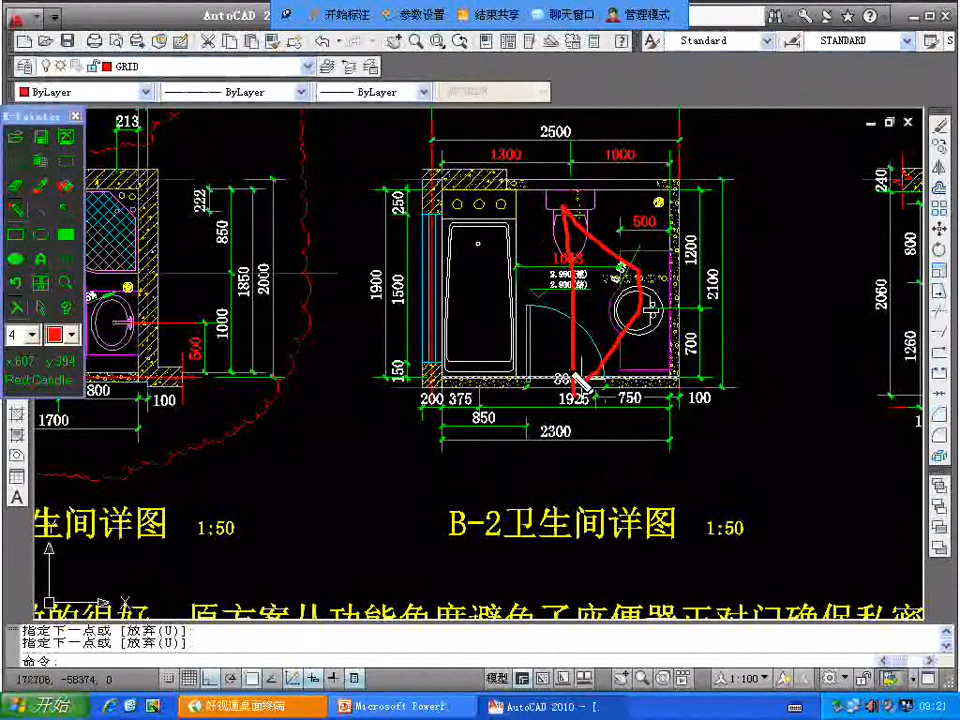 AutoCAD 2
开始标注
参数设置
结束共享
聊天窗口
管理模式
Standard
STANDARD
S
GRID
ByLayer
ByLayer
ByLayer
213
222
850
1850
2000
1000
500
800
100
1700
2500
1300
1000
250
1900
1500
150
500
1200
2100
700
200
375
1925
750
100
850
2300
240
800
2060
1260
1
生间详图 1:50
B-2卫生间详图 1:50
原方案从功能角度避免了座便器正对门确保私密
4
x:607 y:394
Red Candle
X
指定下一点或 [放弃(U)]:
指定下一点或 [放弃(U)]:
命令:
172706, -58374, 0
模型
1:100
开始
好视通桌面终端
Microsoft PowerP
AutoCAD 2010 - [
09:21